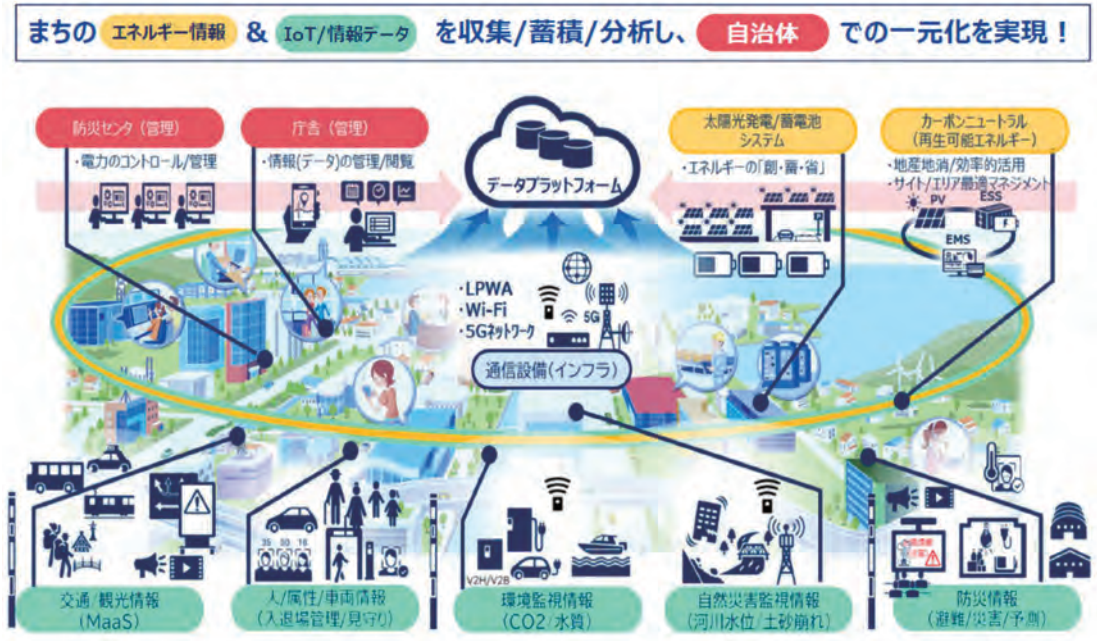 まちの エネルギー情報 & IoT/情報データ を収集/蓄積/分析し、 自治体 での一元化を実現！
防災センタ（管理）
・電力のコントロール/管理
庁舎（管理）
・情報(データ)の管理/閲覧
データプラットフォーム
太陽光発電/蓄電池
システム
・エネルギーの「創・蓄・省」
カーボンニュートラル
（再生可能エネルギー）
・地産地消/効率的活用
・サイト/エリア最適マネジメント
PV
ESS
EMS
・LPWA
・Wi-Fi
・5Gネットワーク
5G
通信設備(インフラ)
35 50 16
V2H/V2B
交通/観光情報
(MaaS)
人/属性/車両情報
(入退場管理/見守り)
環境監視情報
(CO2/水質)
自然災害監視情報
(河川水位/土砂崩れ)
防災情報
(避難/災害/予測)